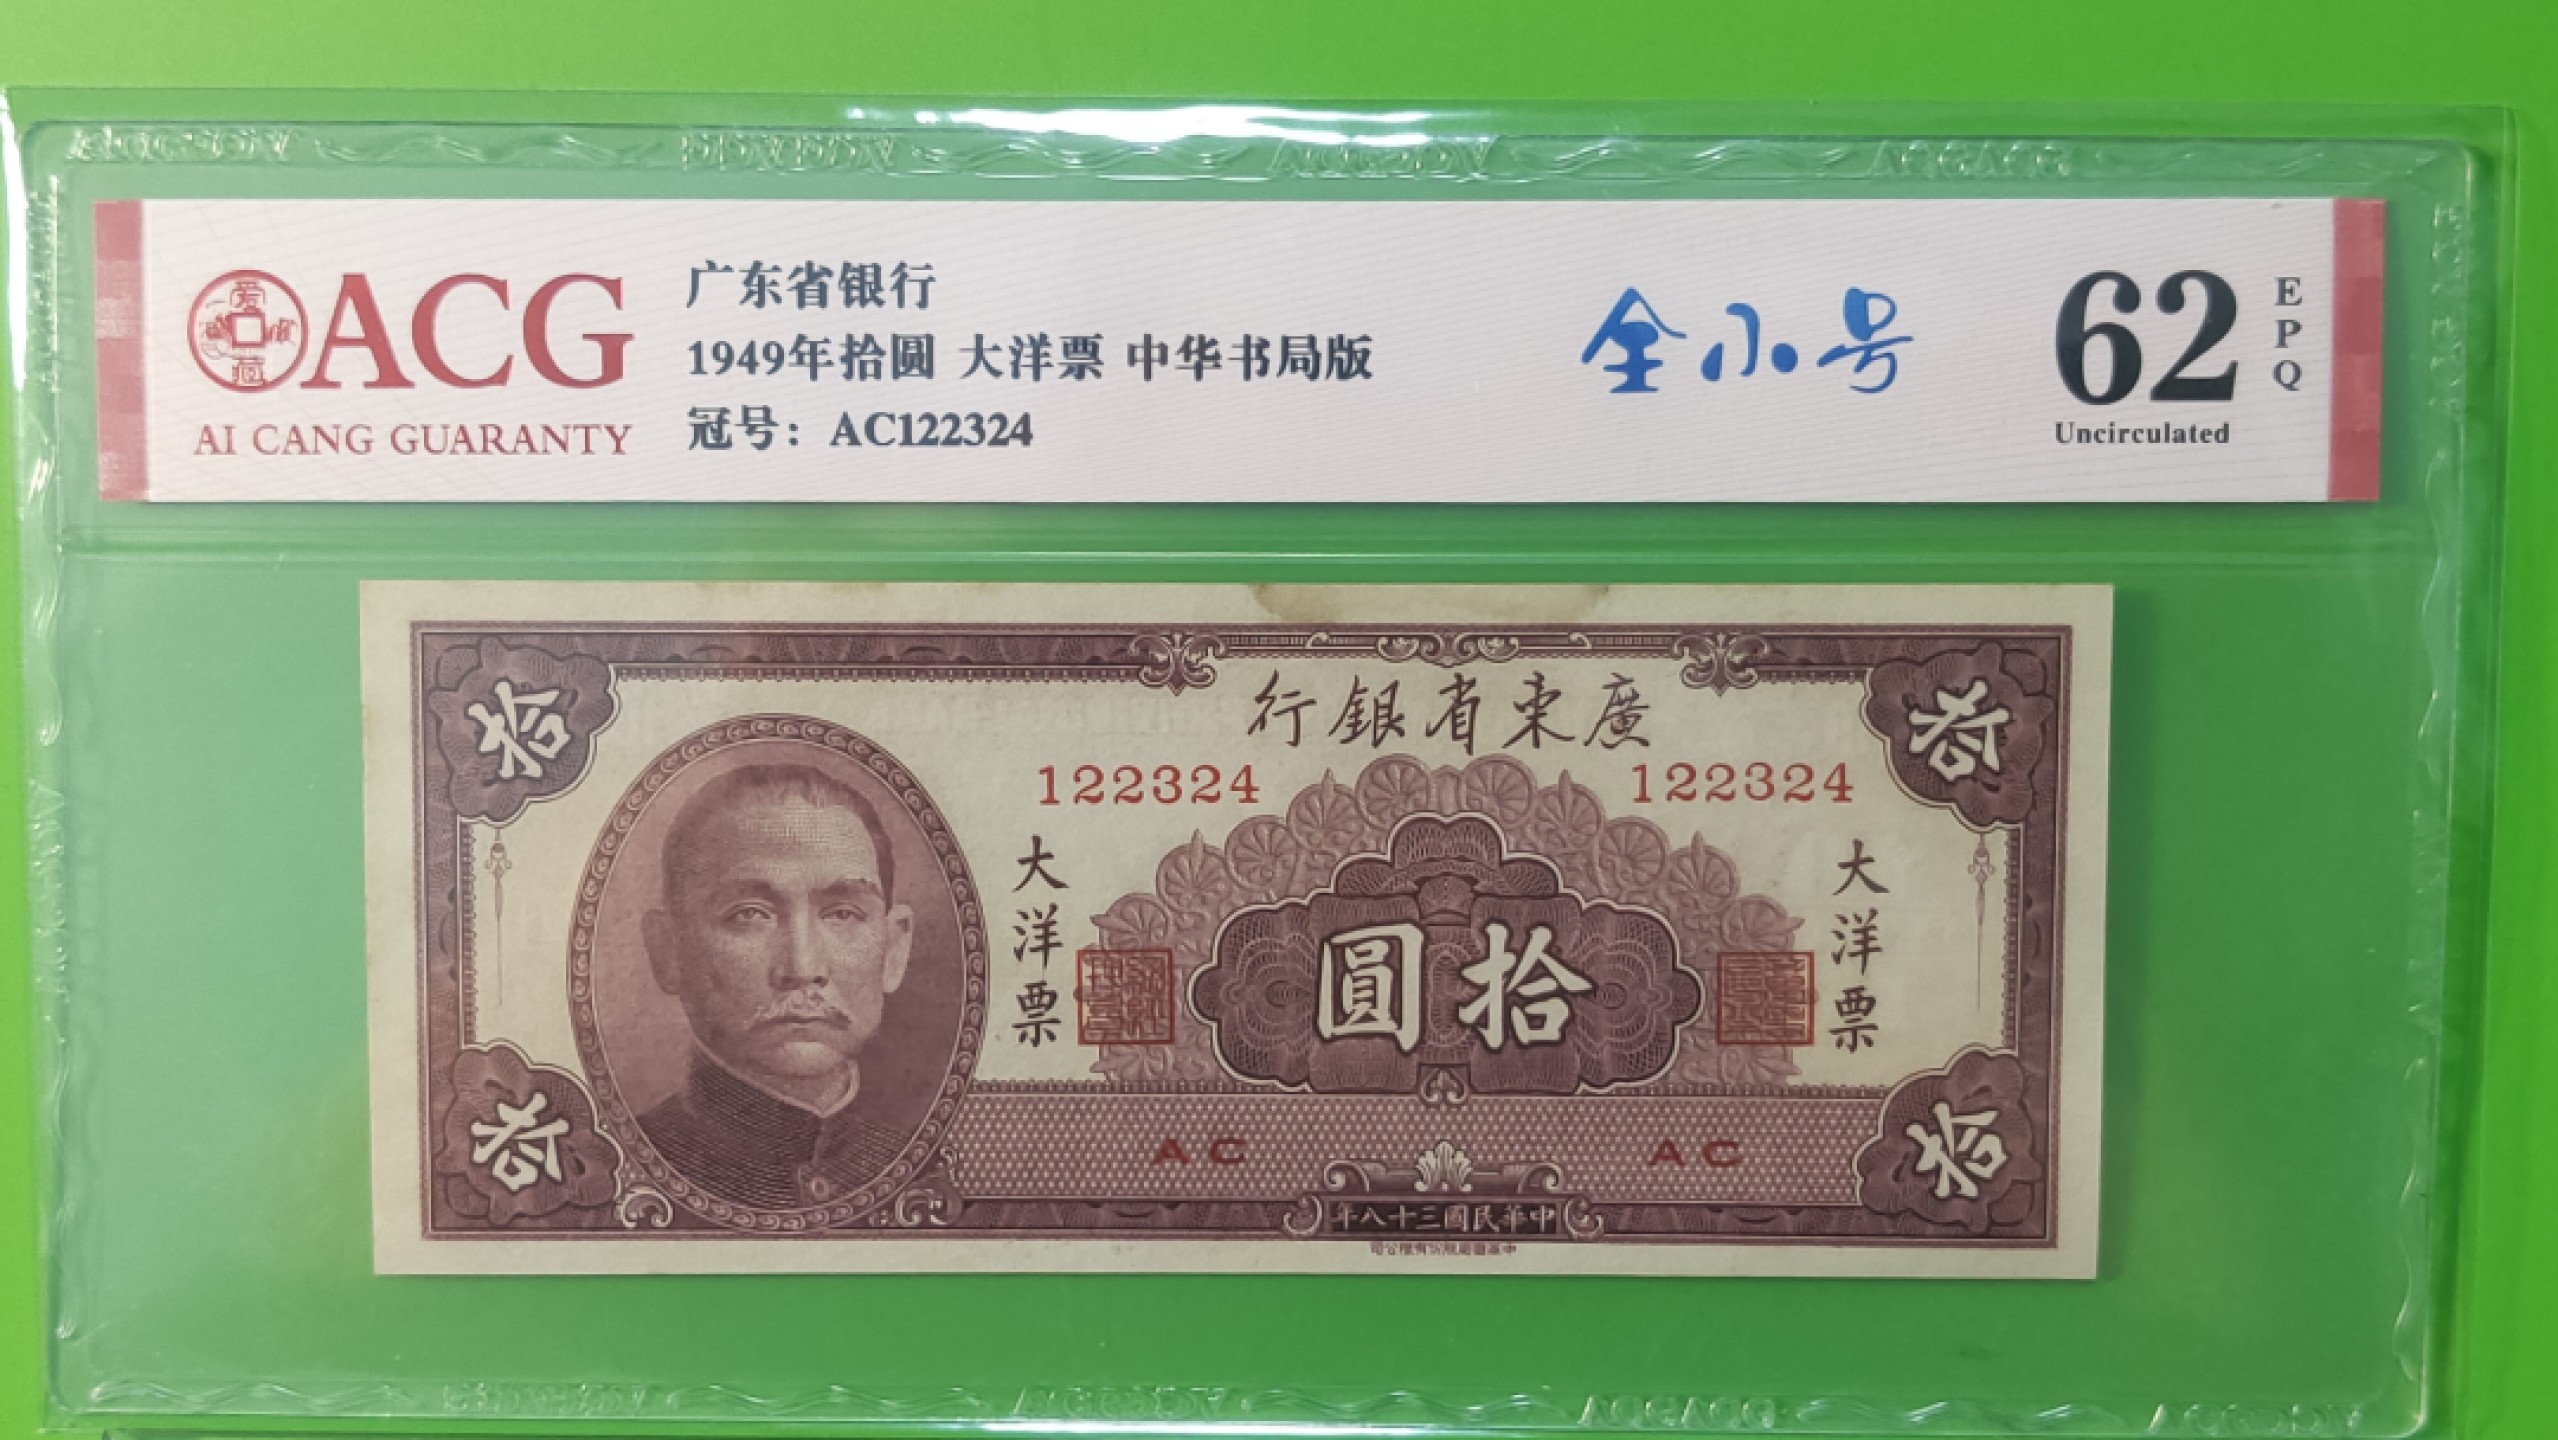 ACG
AI CANG GUARANTY
广东省银行
1949年拾圆 大洋票 中华书局版
冠号：AC122324
全小号
62
EPQ
Uncirculated
拾
拾
行銀省東廣
122324
122324
大洋票
大洋票
圓拾
AC
AC
拾
拾
年八十三國民華中